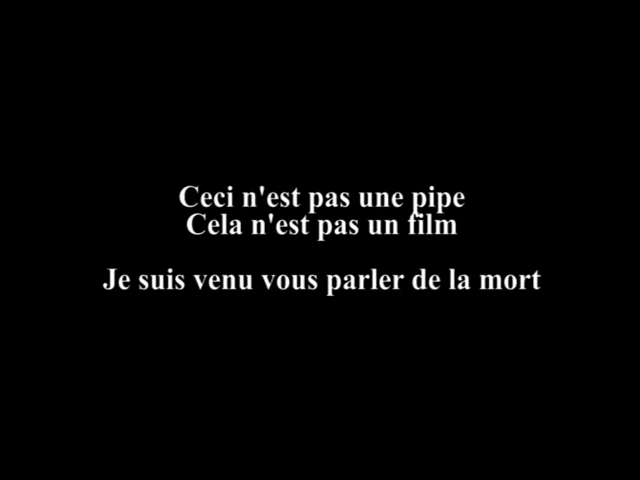 Ceci n'est pas une pipe
Cela n'est pas un film
Je suis venu vous parler de la mort